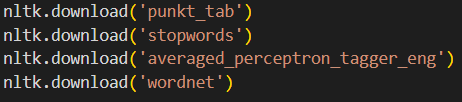 nltk.download('punkt_tab')
nltk.download('stopwords')
nltk.download('averaged_perceptron_tagger_eng')
nltk.download('wordnet')